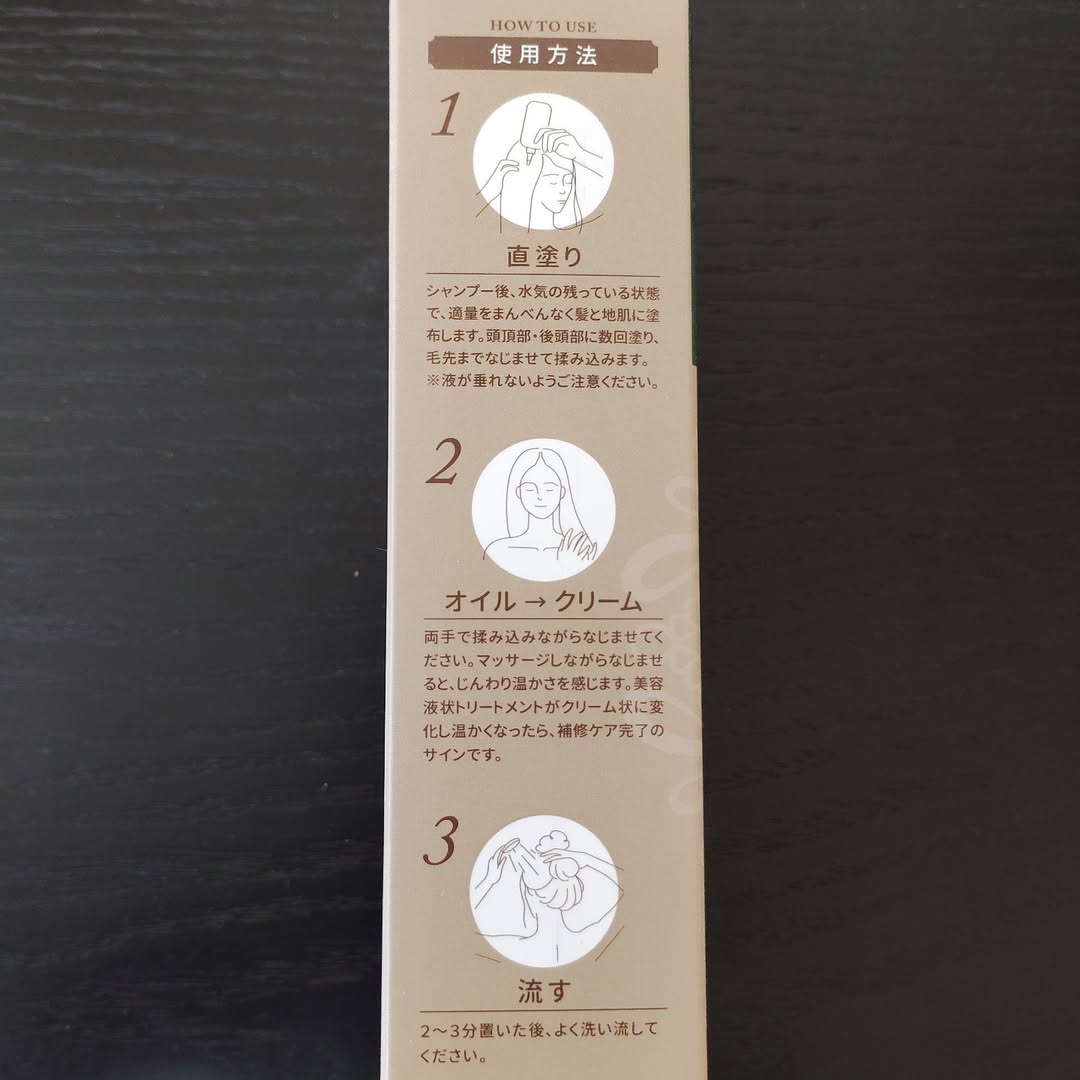 HOW TO USE
使用方法
1
直塗り
シャンプー後、水気の残っている状態
で、適量をまんべんなく髪と地肌に塗
布します。頭頂部・後頭部に数回塗り、
毛先までなじませて揉み込みます。
※液が垂れないようご注意ください。
2
オイル→クリーム
両手で揉み込みながらなじませてく
ださい。マッサージしながらなじませ
ると、じんわり温かさを感じます。美容
液状トリートメントがクリーム状に変
化し温かくなったら、補修ケア完了の
サインです。
3
流す
2〜3分置いた後、よく洗い流して
ください。